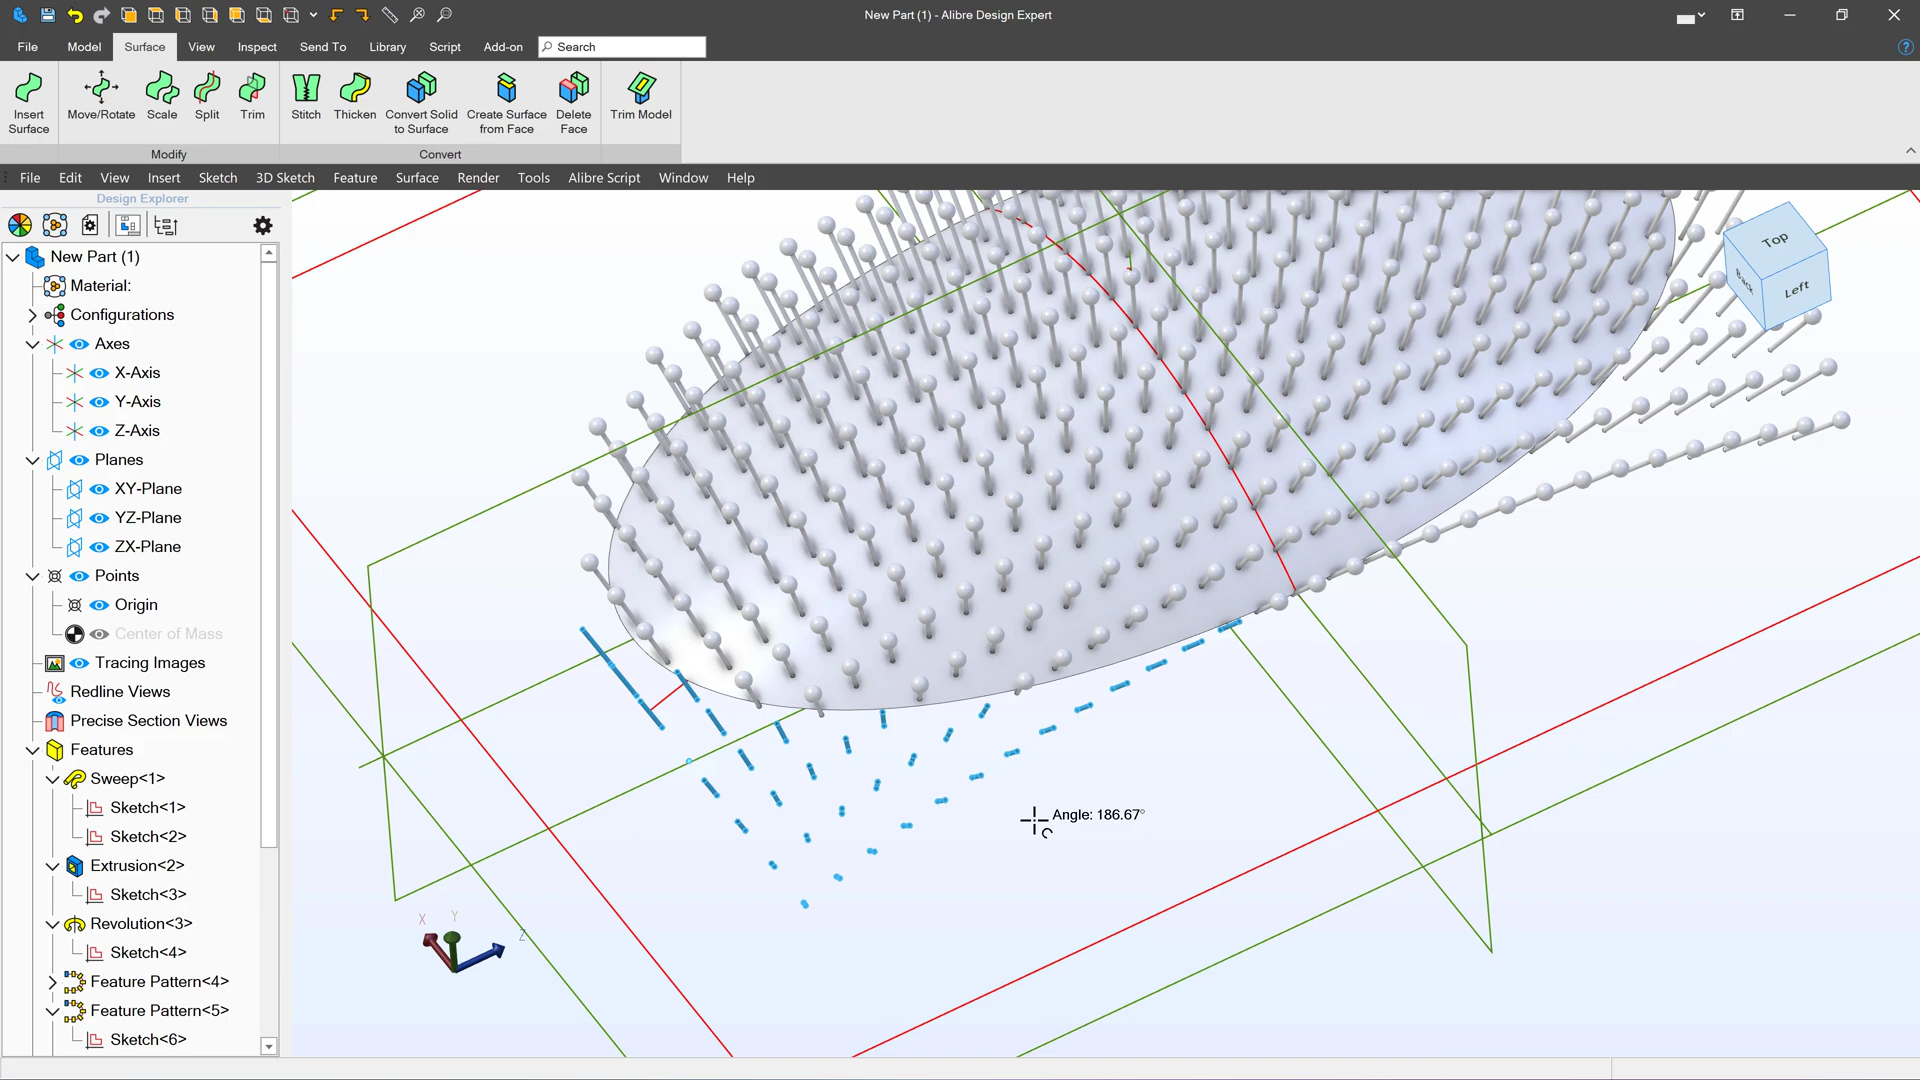 New Part (1) - Alibre Design Expert
File Model Surface View Inspect Send To Library Script Add-on Search
Insert Surface
Move/Rotate
Scale
Split
Trim
Stitch
Thicken
Convert Solid to Surface
Create Surface from Face
Delete Face
Trim Model
Modify
Convert
File Edit View Insert Sketch 3D Sketch Feature Surface Render Tools Alibre Script Window Help
Design Explorer
New Part (1)
Material:
Configurations
Axes
X-Axis
Y-Axis
Z-Axis
Planes
XY-Plane
YZ-Plane
ZX-Plane
Points
Origin
Center of Mass
Tracing Images
Redline Views
Precise Section Views
Features
Sweep<1>
Sketch<1>
Sketch<2>
Extrusion<2>
Sketch<3>
Revolution<3>
Sketch<4>
Feature Pattern<4>
Feature Pattern<5>
Sketch<6>
Top
Back
Left
Angle: 186.67°
X
Y
Z